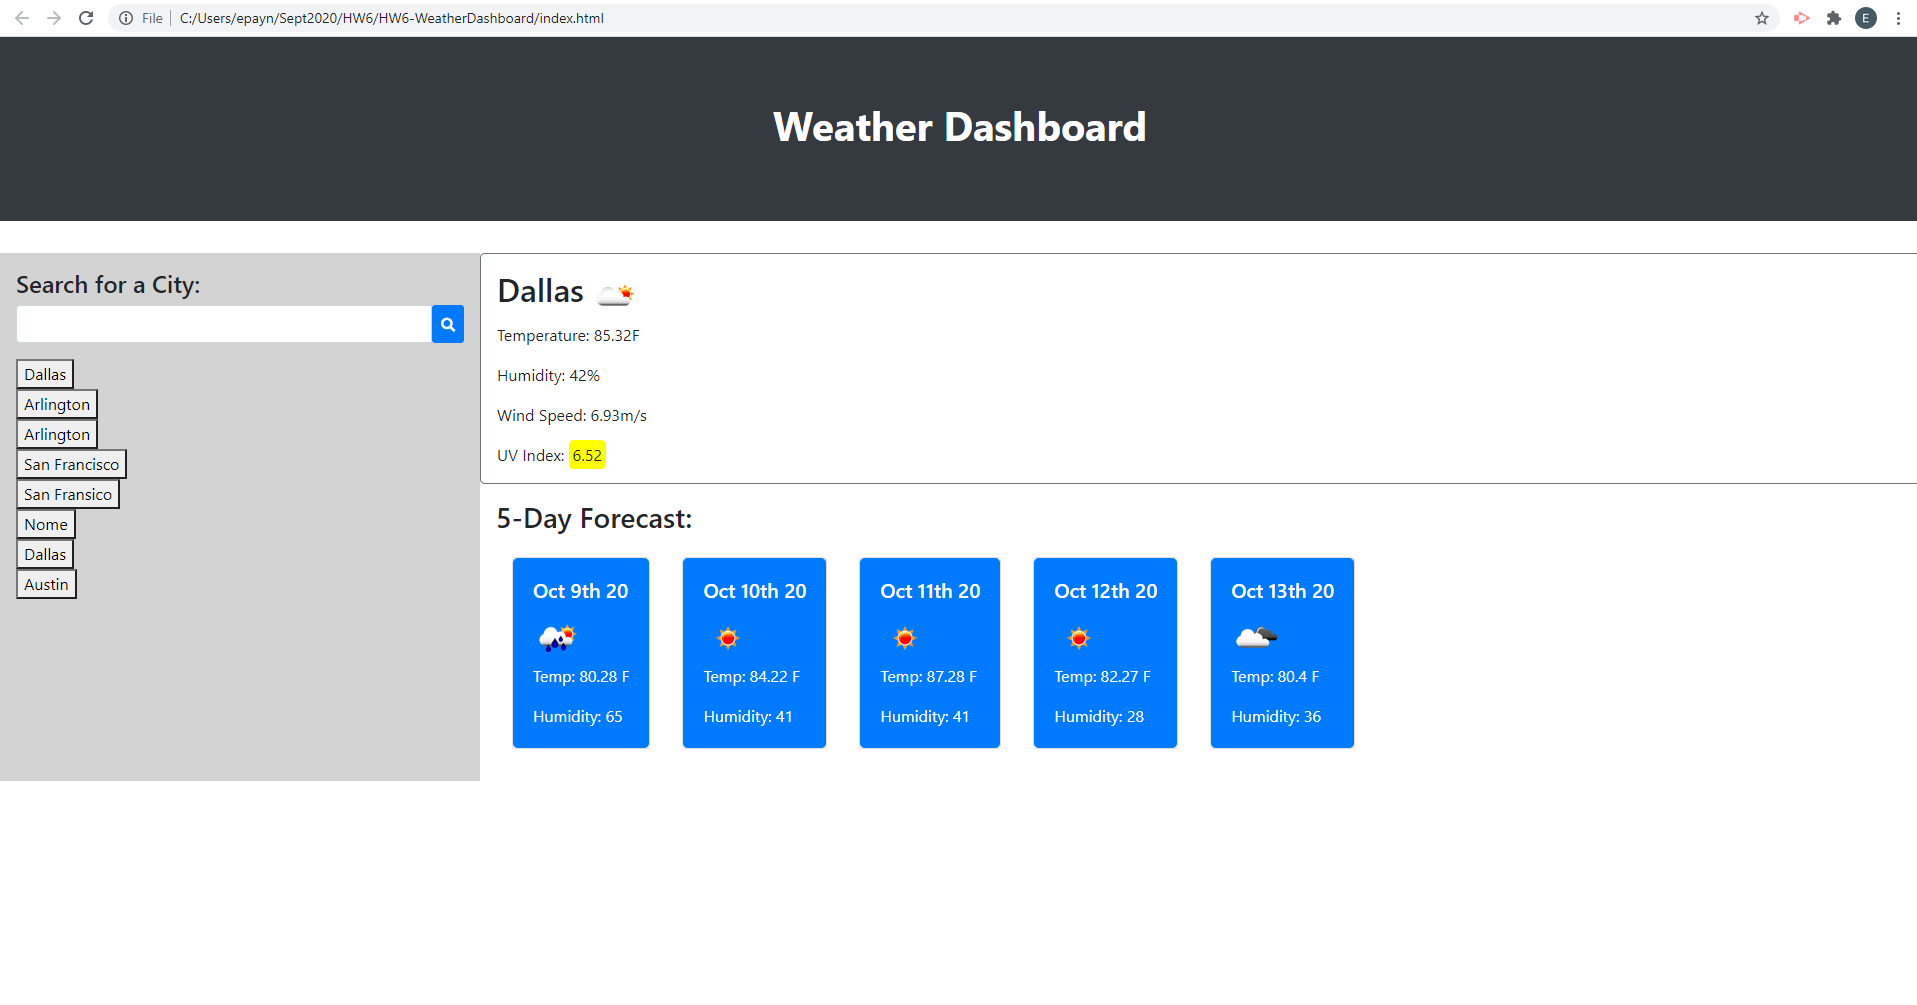 File | C:/Users/epayn/Sept2020/HW6/HW6-WeatherDashboard/index.html
E
Weather Dashboard
Search for a City:
Dallas
Arlington
Arlington
San Francisco
San Fransico
Nome
Dallas
Austin
Dallas
Temperature: 85.32F
Humidity: 42%
Wind Speed: 6.93m/s
UV Index: 6.52
5-Day Forecast:
Oct 9th 20
Temp: 80.28 F
Humidity: 65
Oct 10th 20
Temp: 84.22 F
Humidity: 41
Oct 11th 20
Temp: 87.28 F
Humidity: 41
Oct 12th 20
Temp: 82.27 F
Humidity: 28
Oct 13th 20
Temp: 80.4 F
Humidity: 36